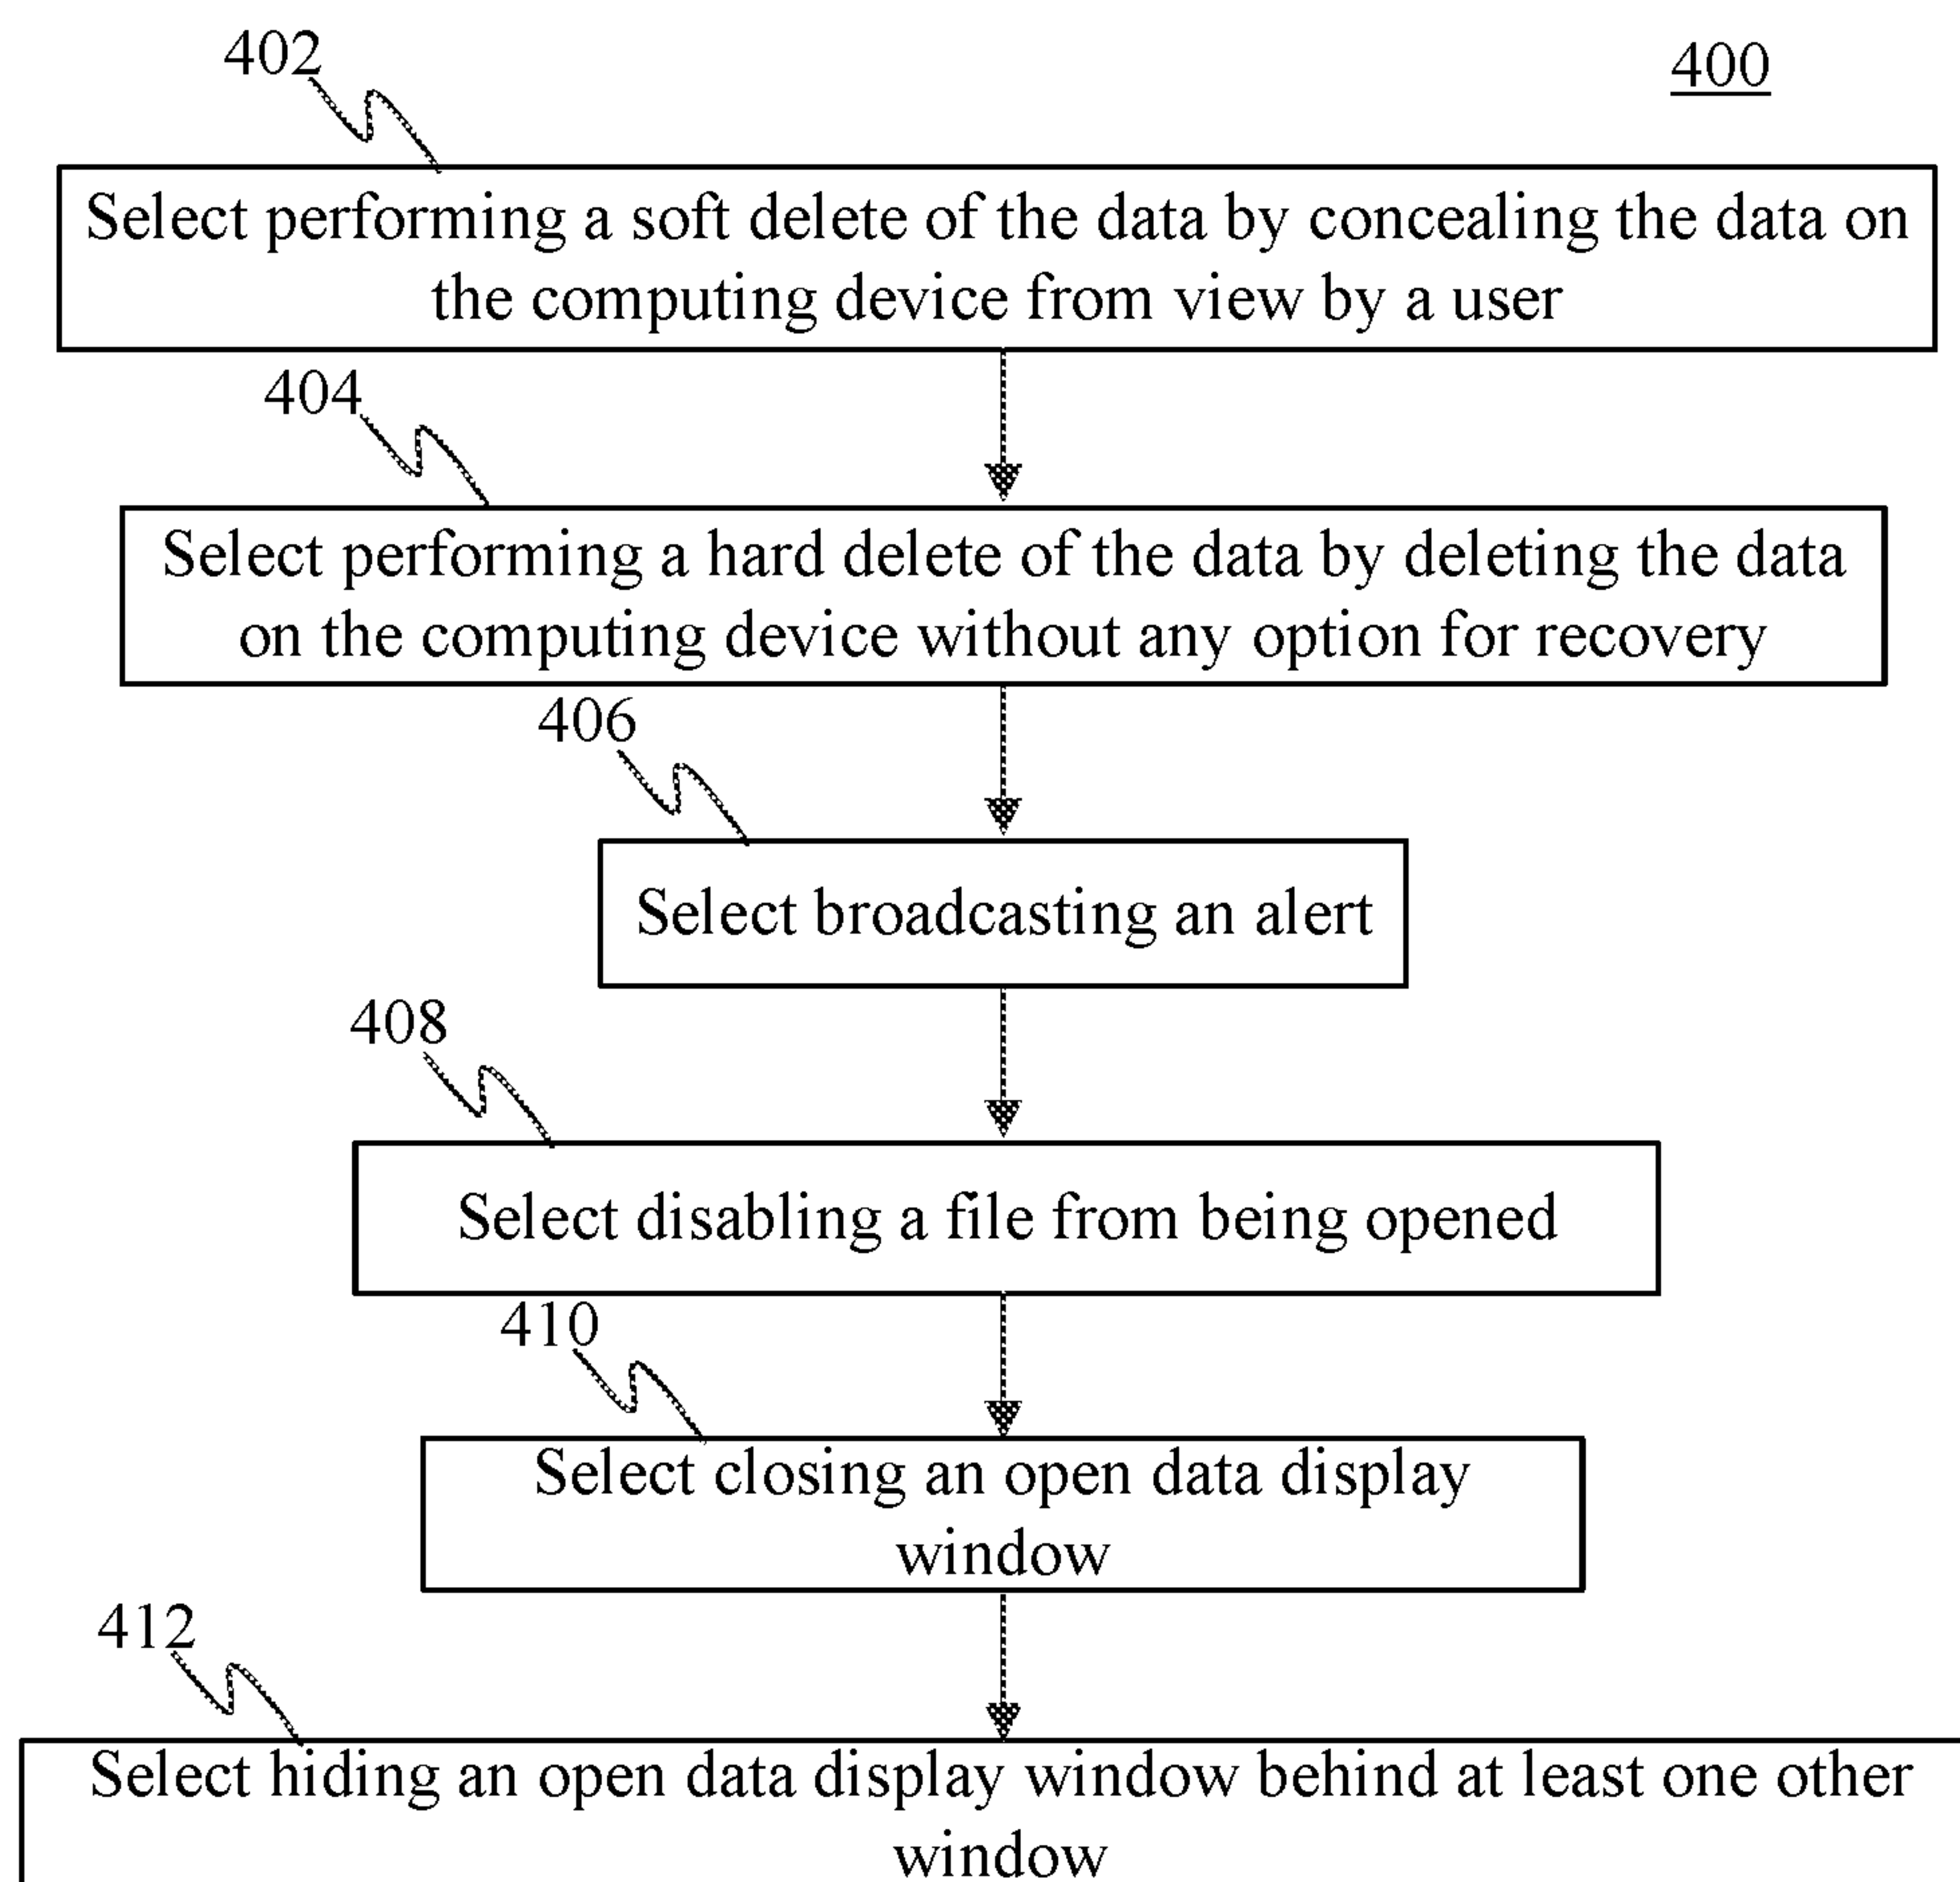 402
400
Select performing a soft delete of the data by concealing the data on
the computing device from view by a user
404
Select performing a hard delete of the data by deleting the data
on the computing device without any option for recovery
406
Select broadcasting an alert
408
Select disabling a file from being opened
410
Select closing an open data display
window
412
Select hiding an open data display window behind at least one other
window